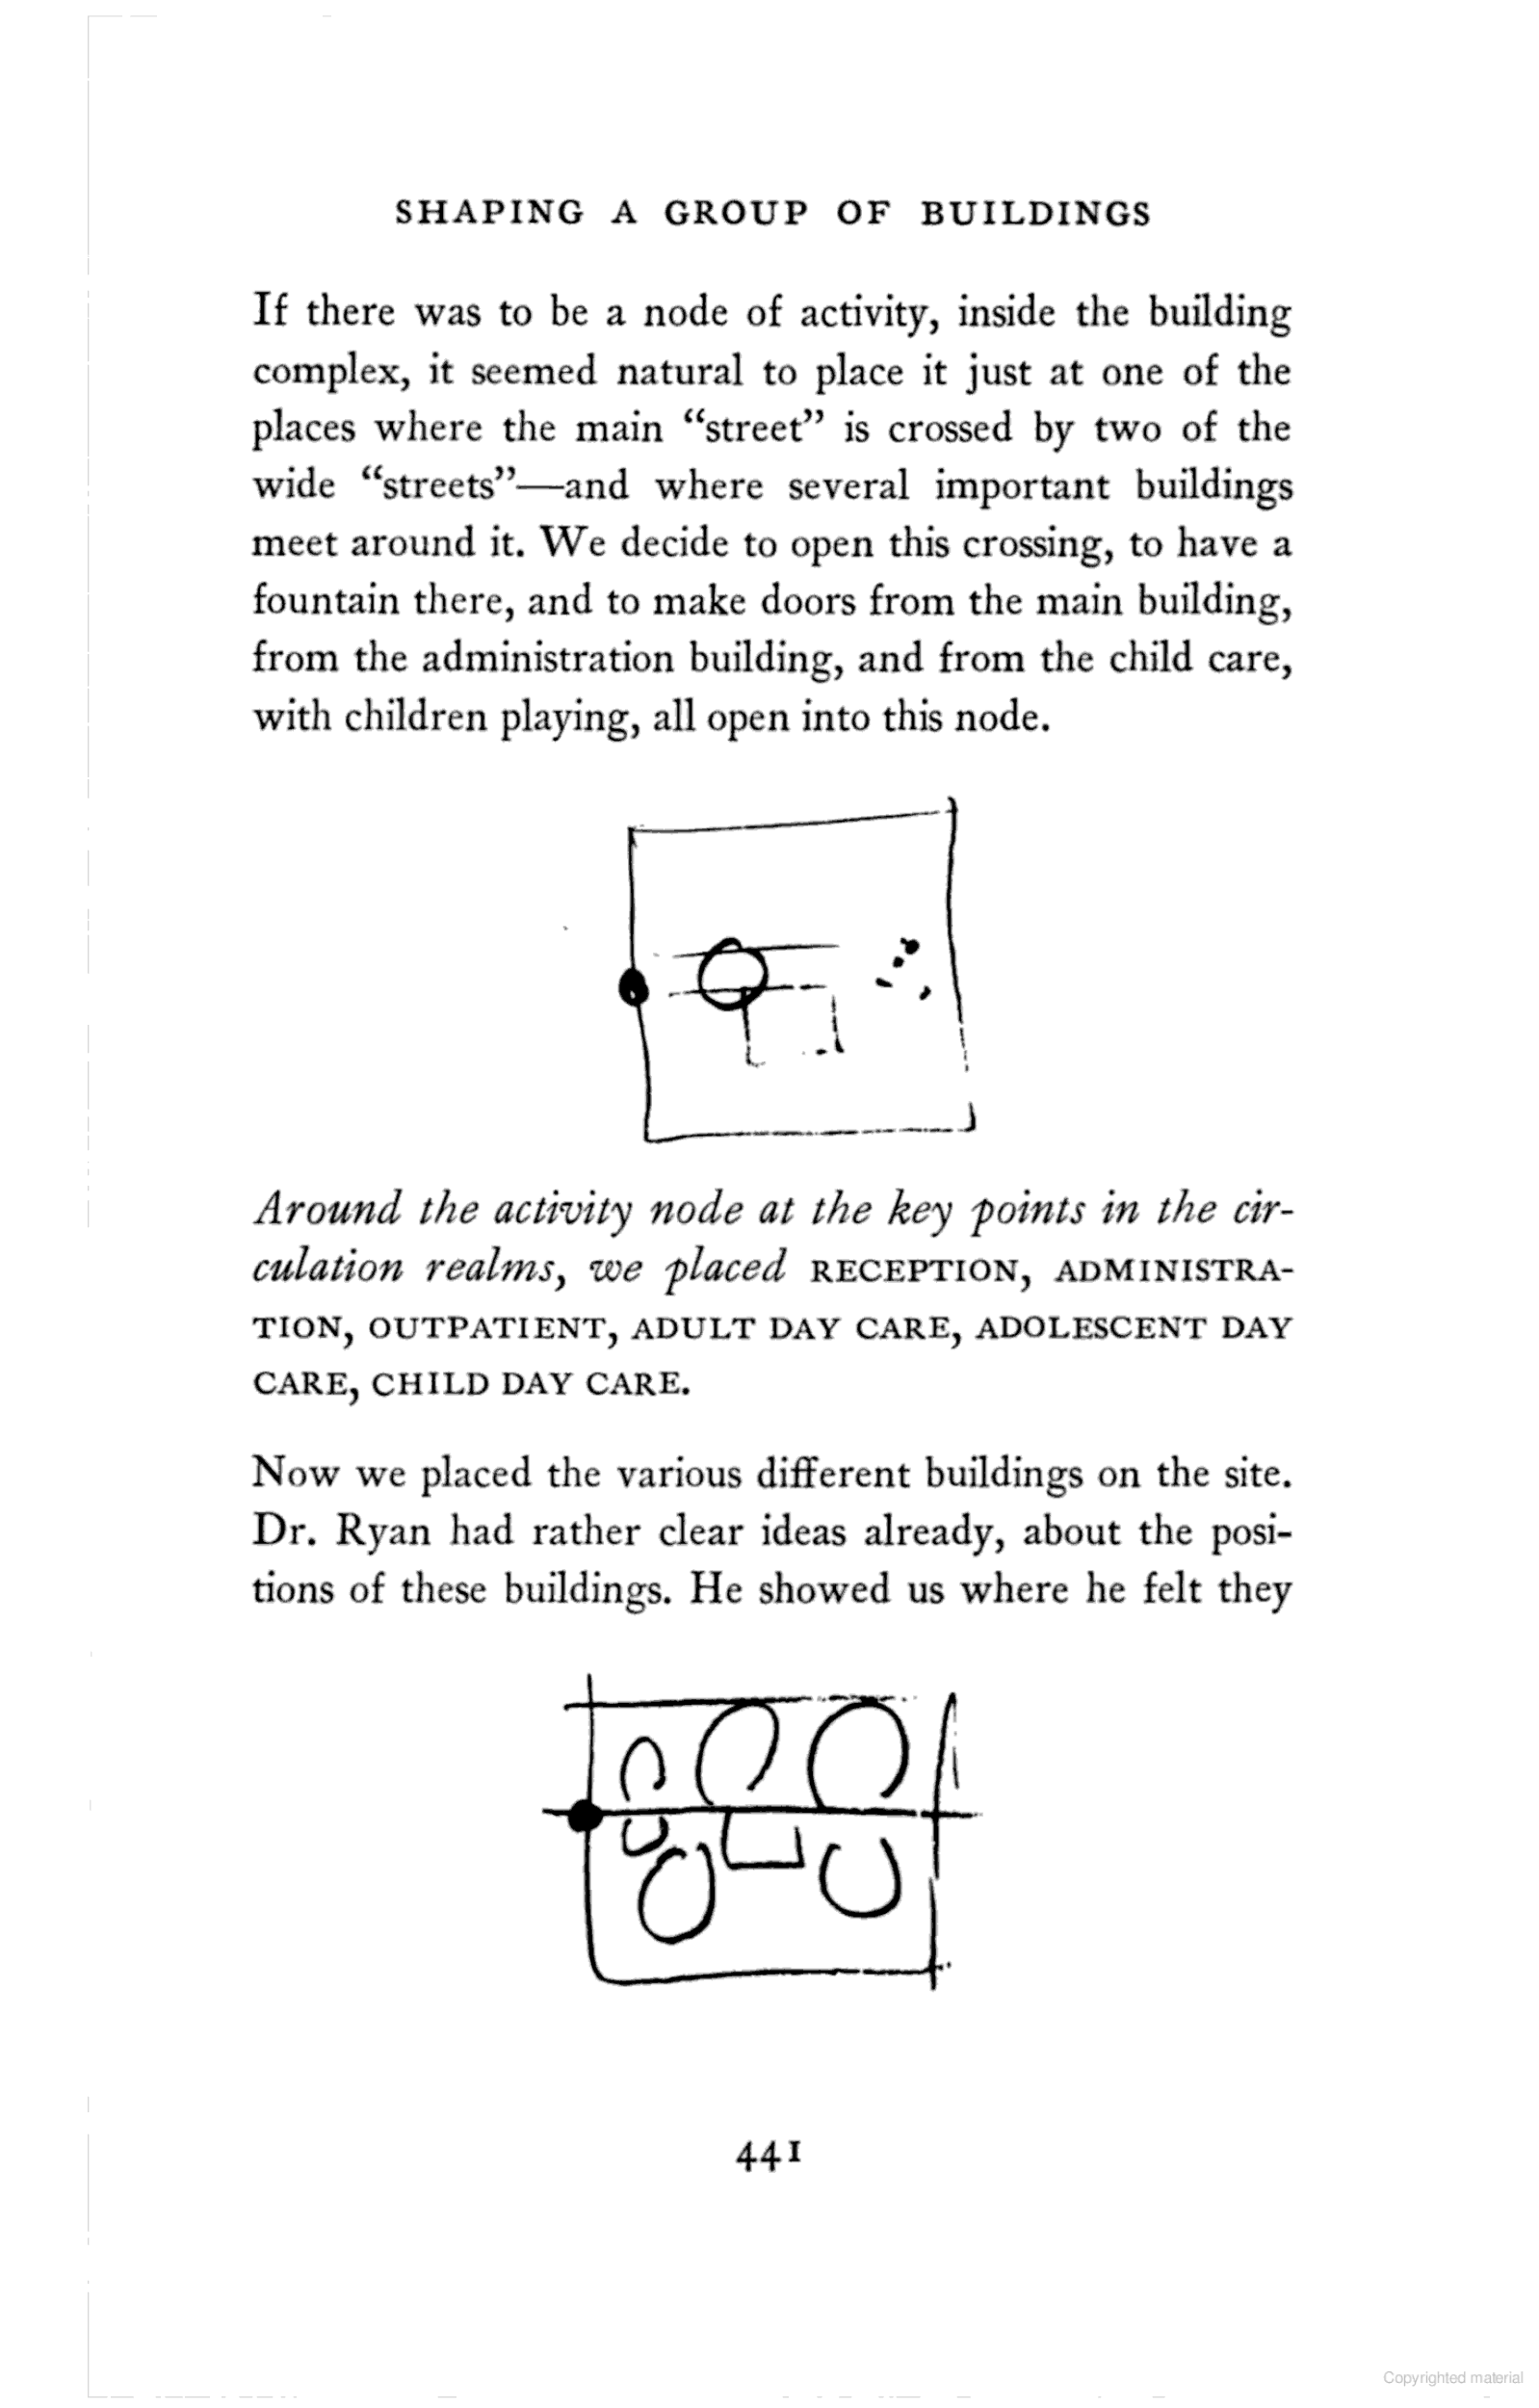 SHAPING A GROUP OF BUILDINGS
If there was to be a node of activity, inside the building
complex, it seemed natural to place it just at one of the
places where the main “street” is crossed by two of the
wide “streets”—and where several important buildings
meet around it. We decide to open this crossing, to have a
fountain there, and to make doors from the main building,
from the administration building, and from the child care,
with children playing, all open into this node.
Around the activity node at the key points in the cir-
culation realms, we placed RECEPTION, ADMINISTRA-
TION, OUTPATIENT, ADULT DAY CARE, ADOLESCENT DAY
CARE, CHILD DAY CARE.
Now we placed the various different buildings on the site.
Dr. Ryan had rather clear ideas already, about the posi-
tions of these buildings. He showed us where he felt they
441
Copyrighted material